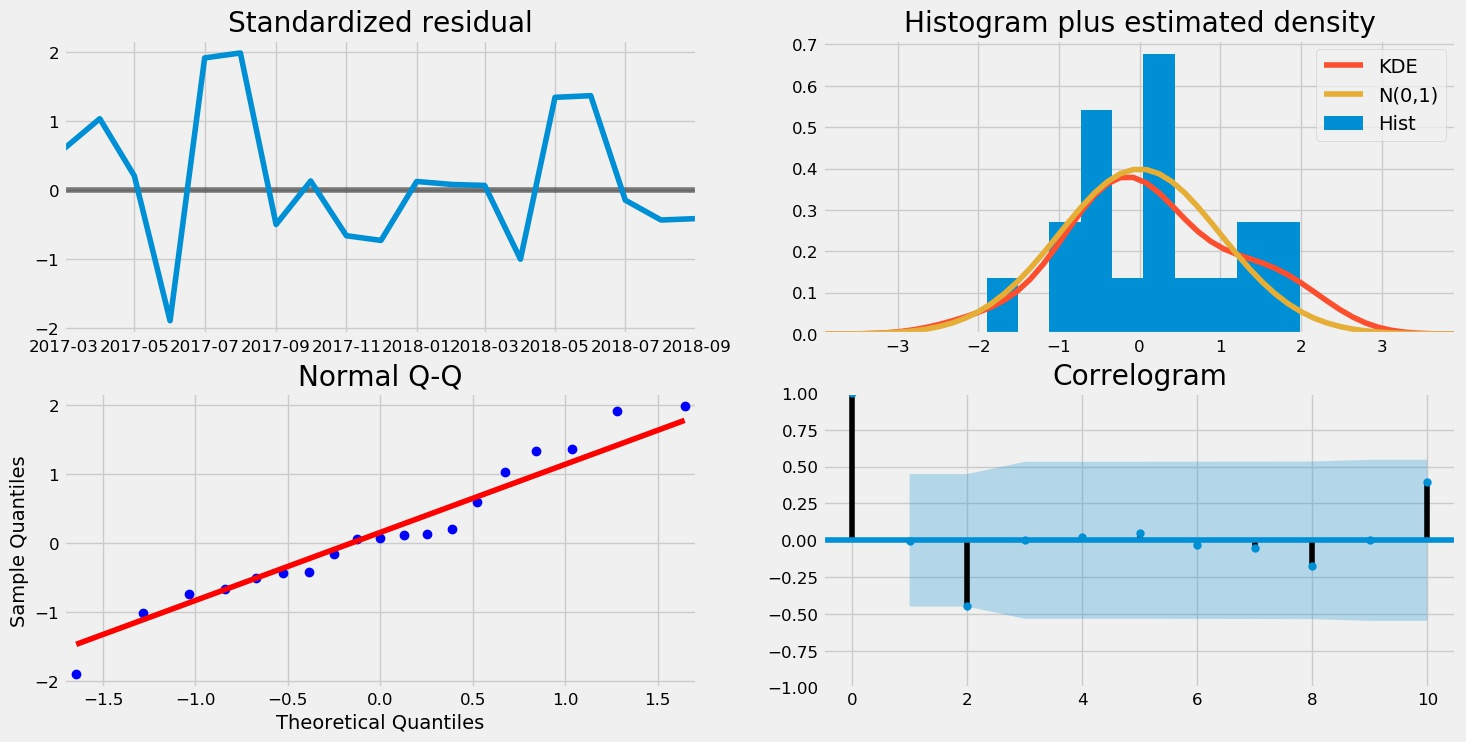 Standardized residual
2
1
0
−1
−2
2017-03 2017-05 2017-07 2017-09 2017-11 2018-01 2018-03 2018-05 2018-07 2018-09
Histogram plus estimated density
0.7
0.6
0.5
0.4
0.3
0.2
0.1
0.0
KDE
N(0,1)
Hist
−3 −2 −1 0 1 2 3
Normal Q-Q
Sample Quantiles
2
1
0
−1
−2
−1.5 −1.0 −0.5 0.0 0.5 1.0 1.5
Theoretical Quantiles
Correlogram
1.00
0.75
0.50
0.25
0.00
−0.25
−0.50
−0.75
−1.00
0 2 4 6 8 10